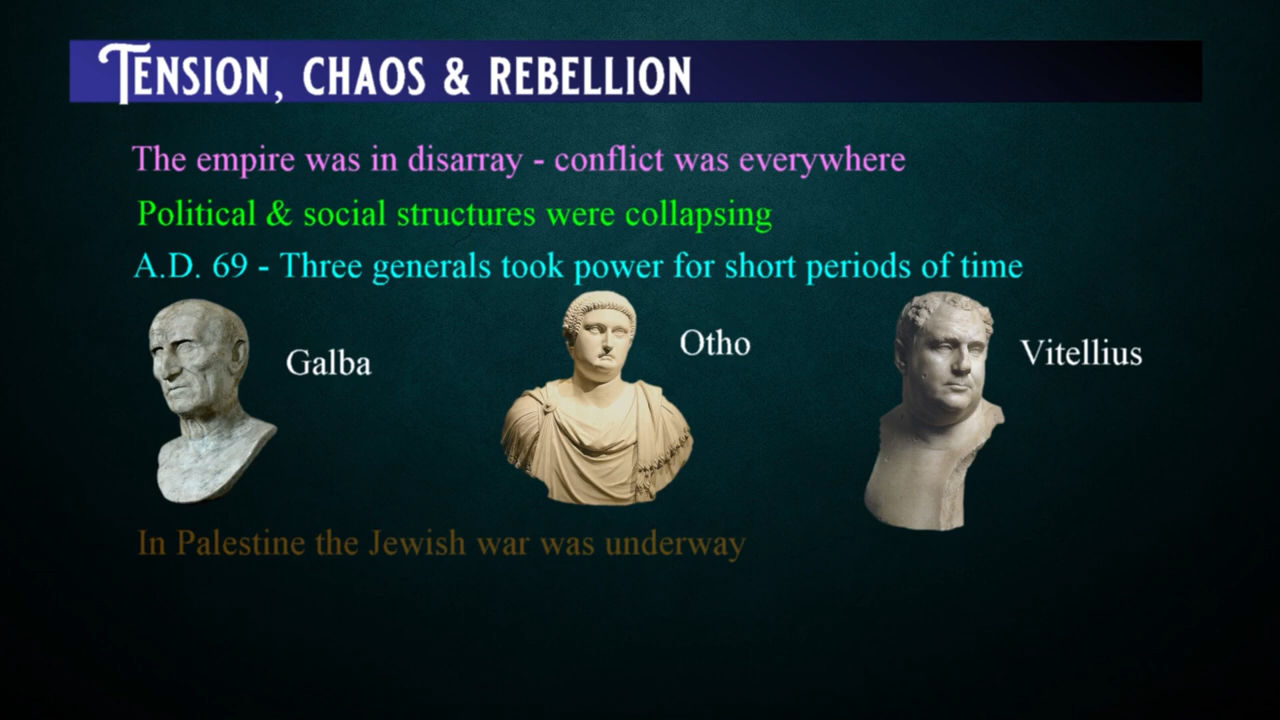 TENSION, CHAOS & REBELLION
The empire was in disarray - conflict was everywhere
Political & social structures were collapsing
A.D. 69 - Three generals took power for short periods of time
Galba
Otho
Vitellius
In Palestine the Jewish war was underway